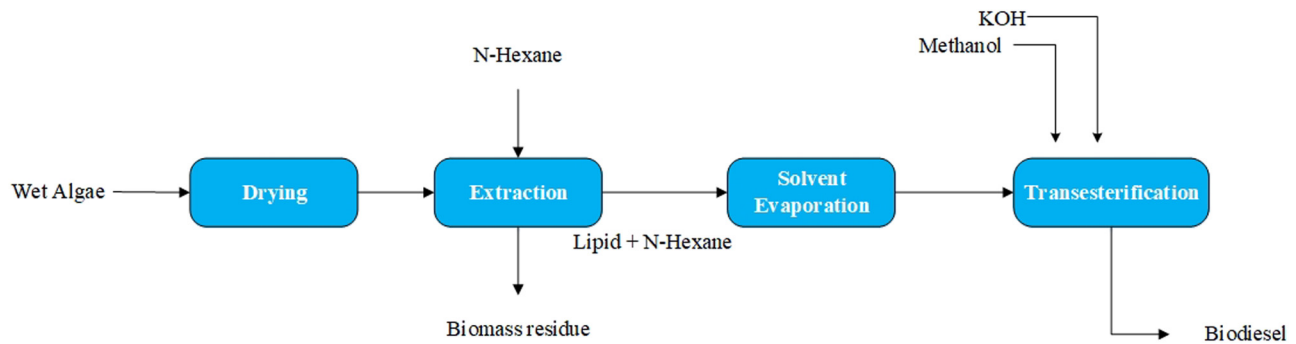 KOH
Methanol
N-Hexane
Wet Algae
Drying
Extraction
Solvent
Evaporation
Transesterification
Lipid + N-Hexane
Biomass residue
Biodiesel